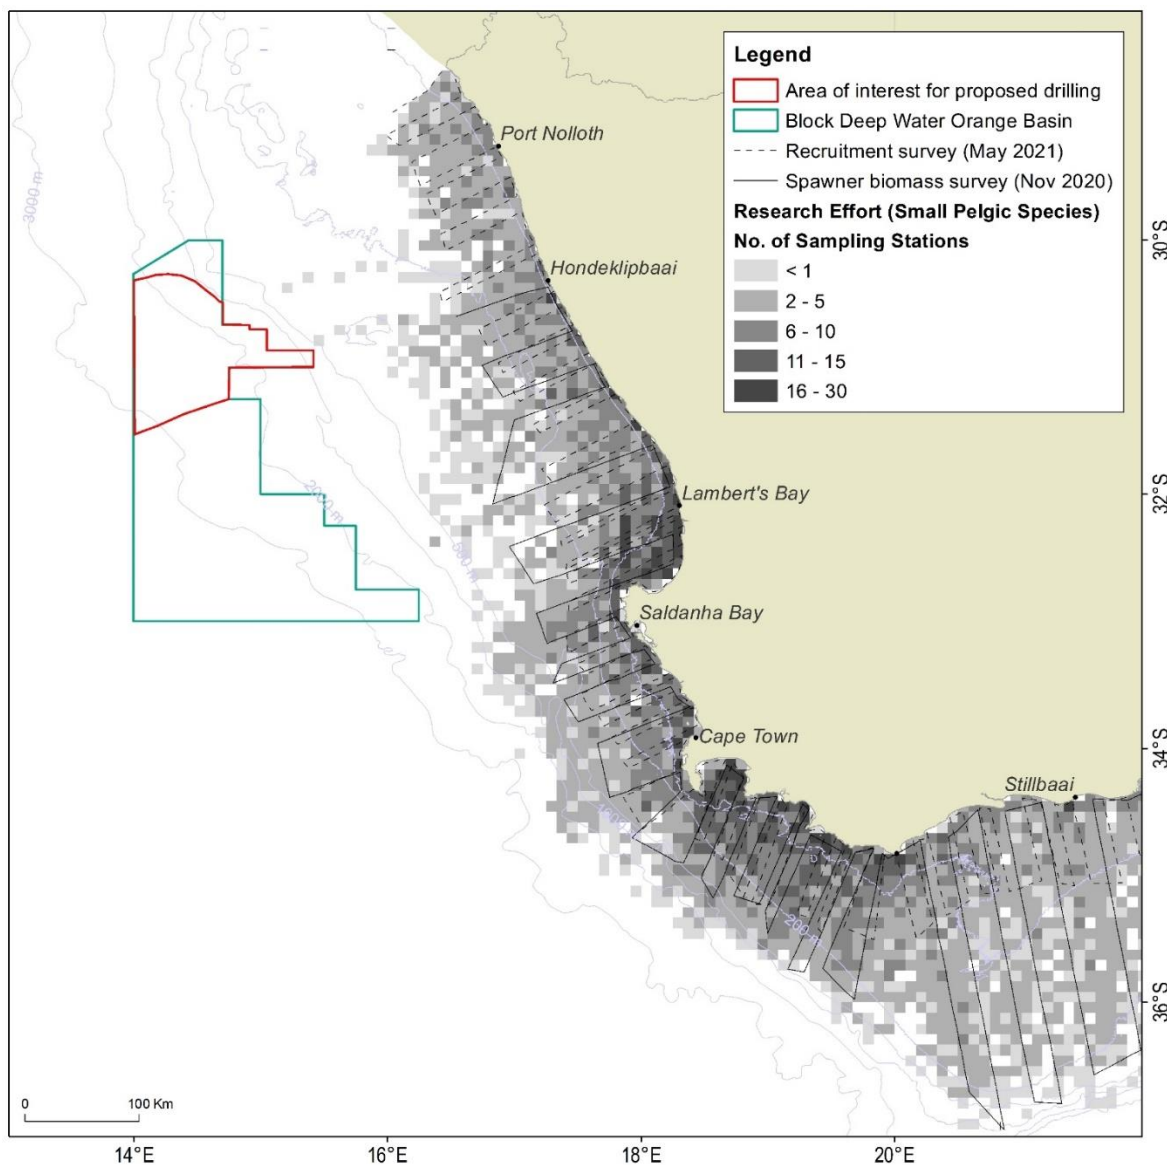 Legend
Area of interest for proposed drilling
Block Deep Water Orange Basin
Recruitment survey (May 2021)
Spawner biomass survey (Nov 2020)
Research Effort (Small Pelgic Species)
No. of Sampling Stations
< 1
2 - 5
6 - 10
11 - 15
16 - 30
Port Nolloth
Hondeklipbaai
Lambert's Bay
Saldanha Bay
Cape Town
Stillbaai
3000 m
2000 m
500 m
200 m
30°S
32°S
34°S
36°S
0 100 Km
14°E 16°E 18°E 20°E